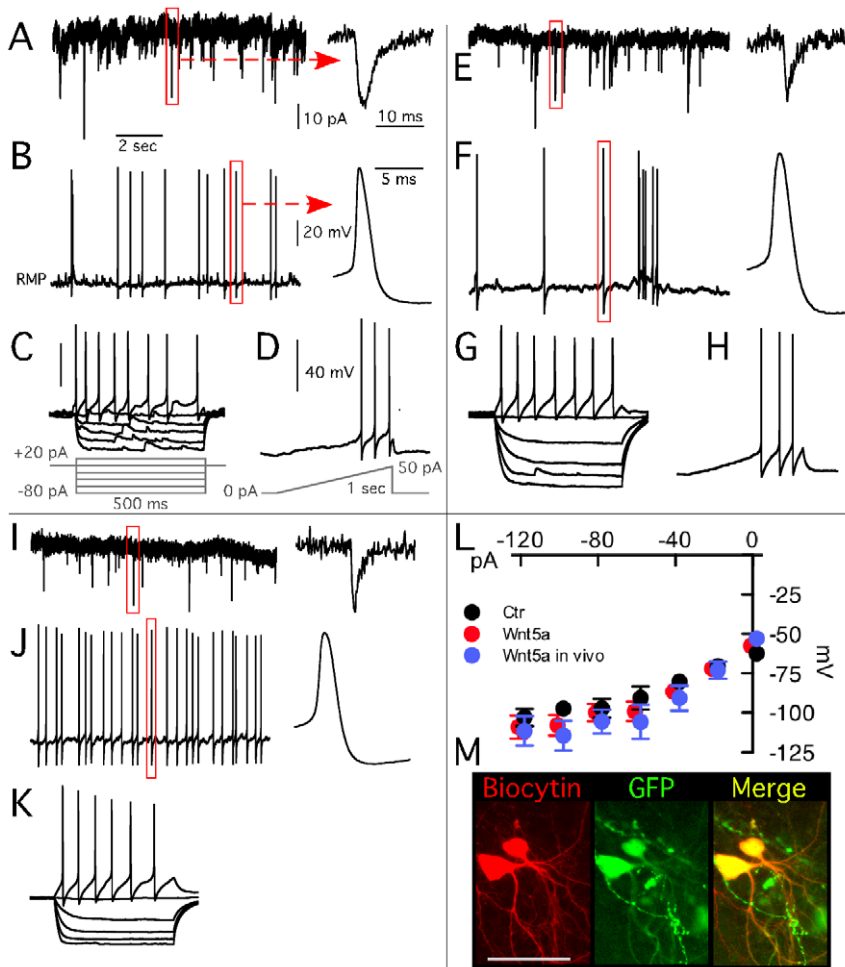 A
E
10 pA
10 ms
2 sec
B
5 ms
F
20 mV
RMP
C
D
40 mV
G
H
+20 pA
-80 pA
500 ms
0 pA
50 pA
1 sec
I
L
pA
-120
-80
-40
0
Ctr
Wnt5a
Wnt5a in vivo
-25
-50
-75
-100
-125
mV
J
K
M
Biocytin
GFP
Merge